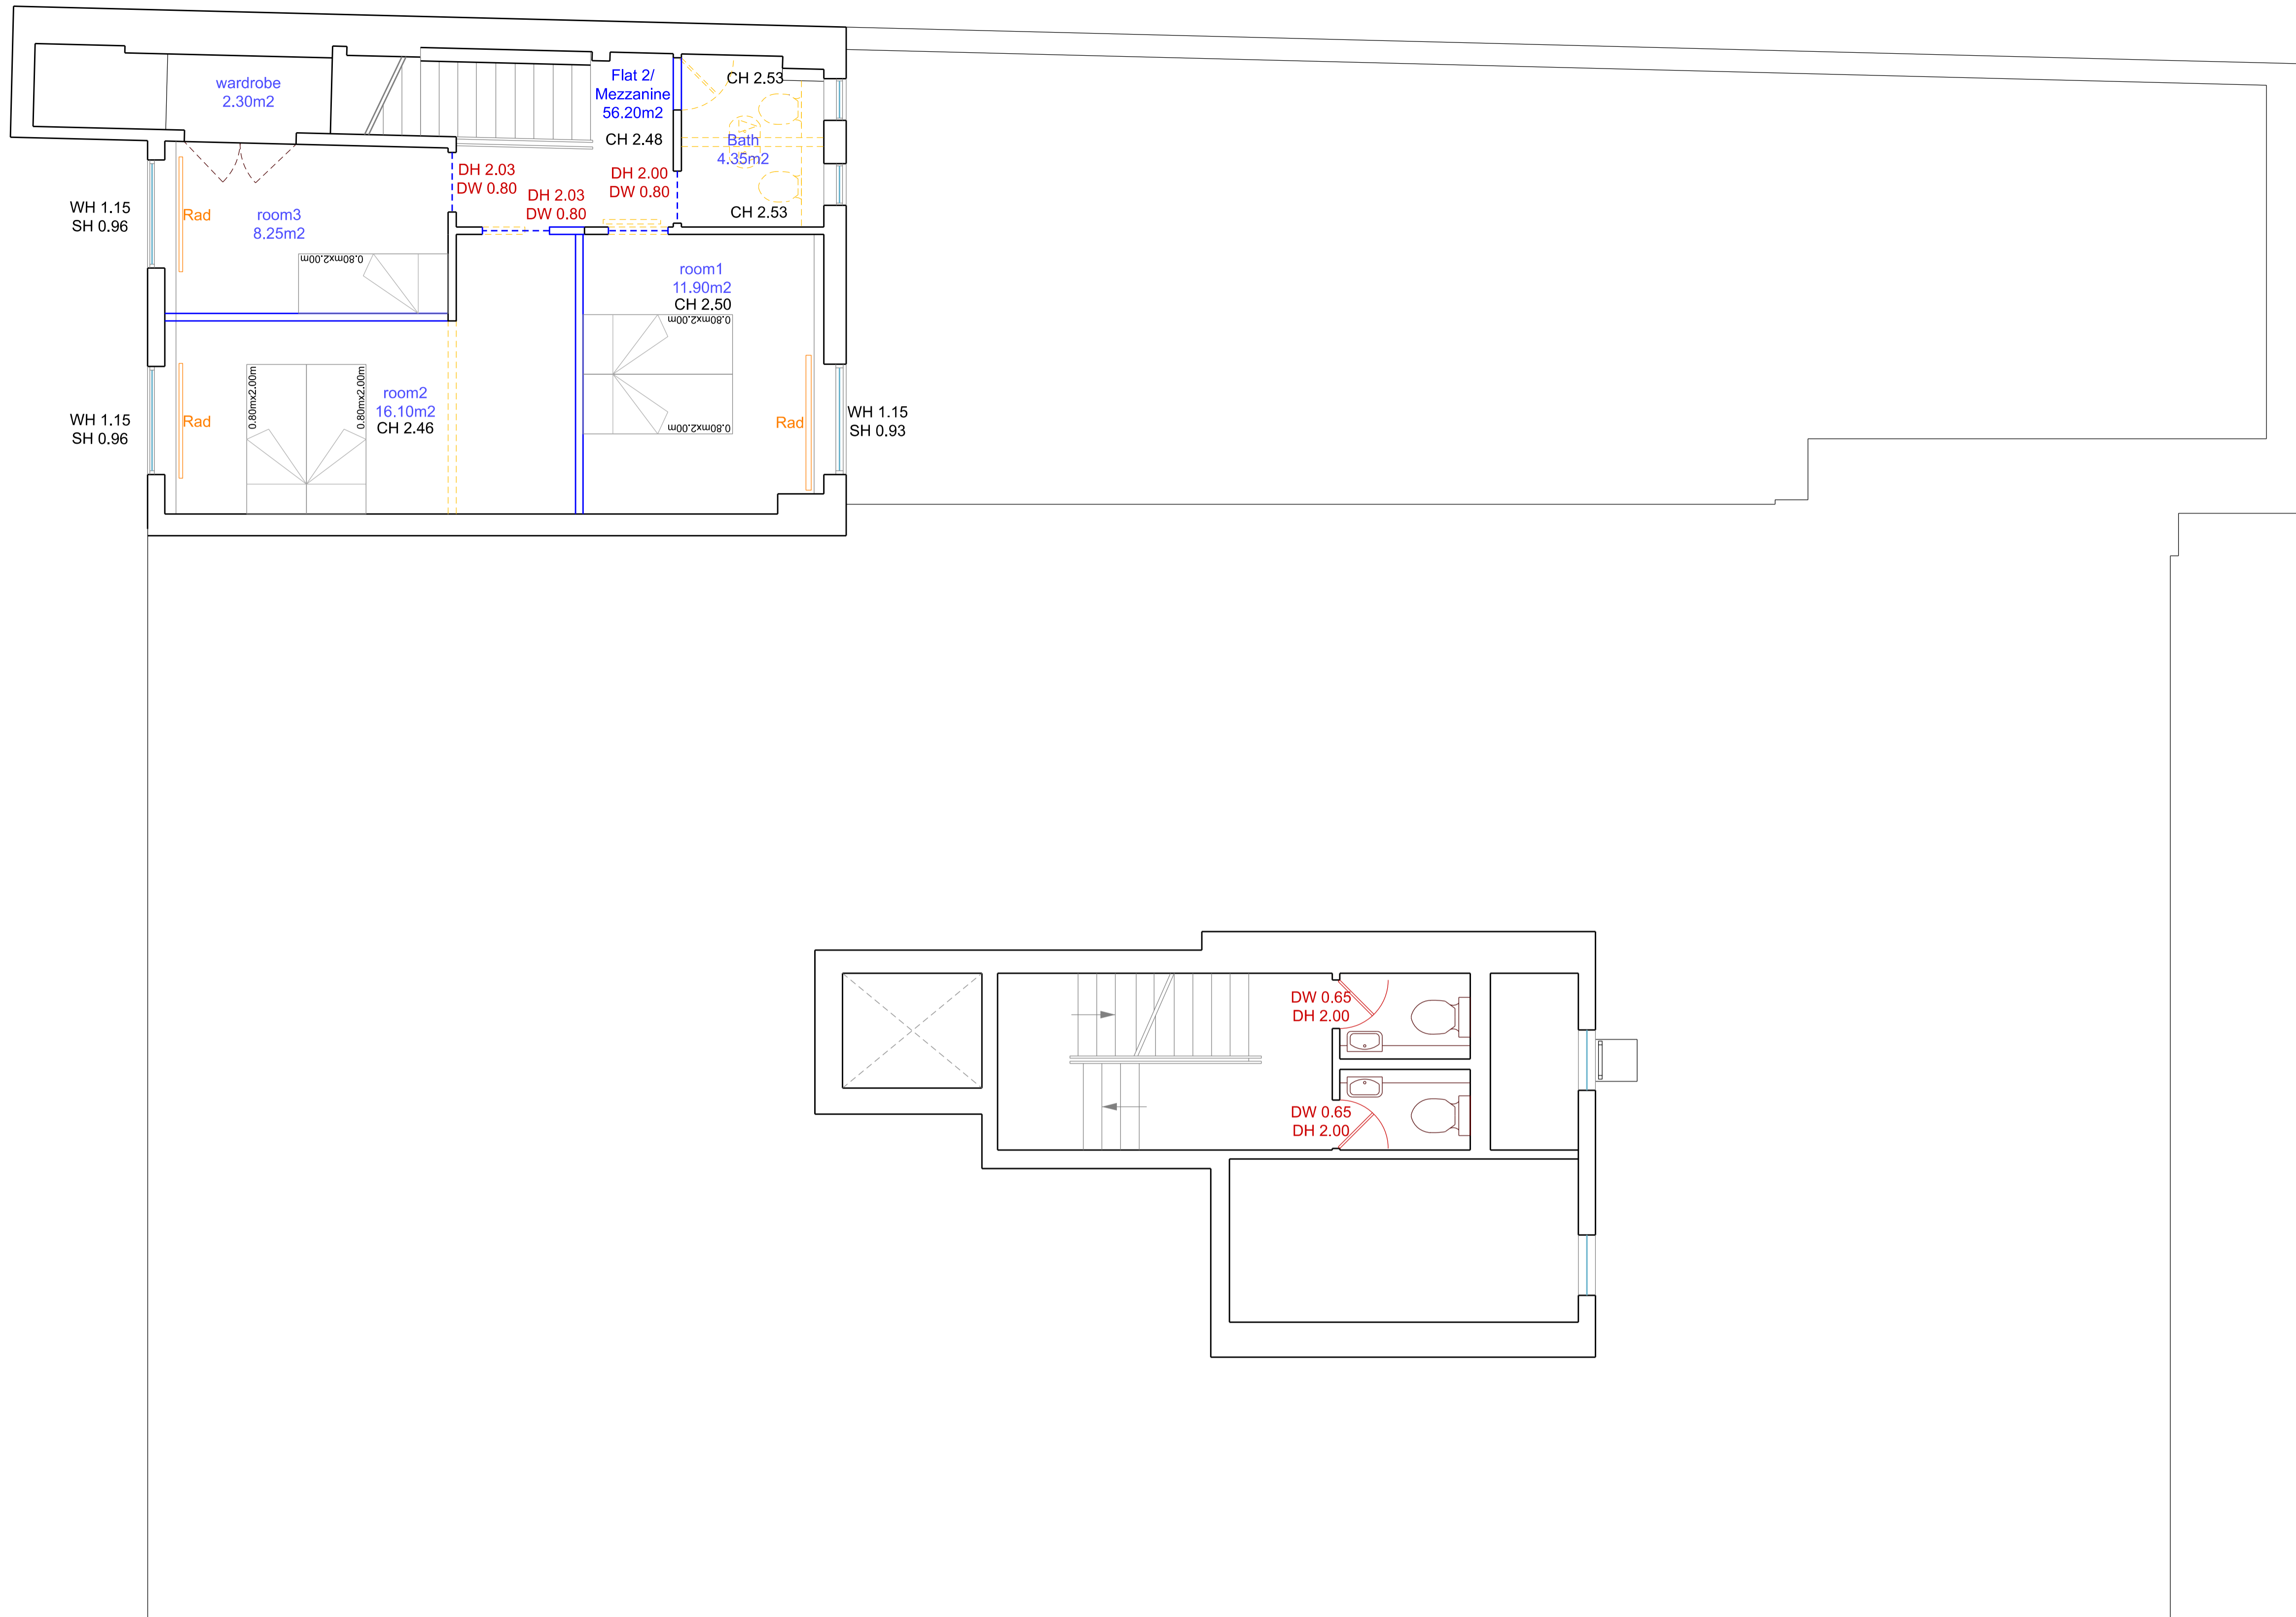 wardrobe
2.30m2
Flat 2/
Mezzanine
56.20m2
CH 2.48
CH 2.53
Bath
4.35m2
CH 2.53
DH 2.03
DW 0.80
DH 2.03
DW 0.80
DH 2.00
DW 0.80
WH 1.15
SH 0.96
Rad
room3
8.25m2
0.80mx2.00m
room1
11.90m2
CH 2.50
0.80mx2.00m
0.80mx2.00m
WH 1.15
SH 0.96
Rad
0.80mx2.00m
0.80mx2.00m
room2
16.10m2
CH 2.46
Rad
WH 1.15
SH 0.93
DW 0.65
DH 2.00
DW 0.65
DH 2.00